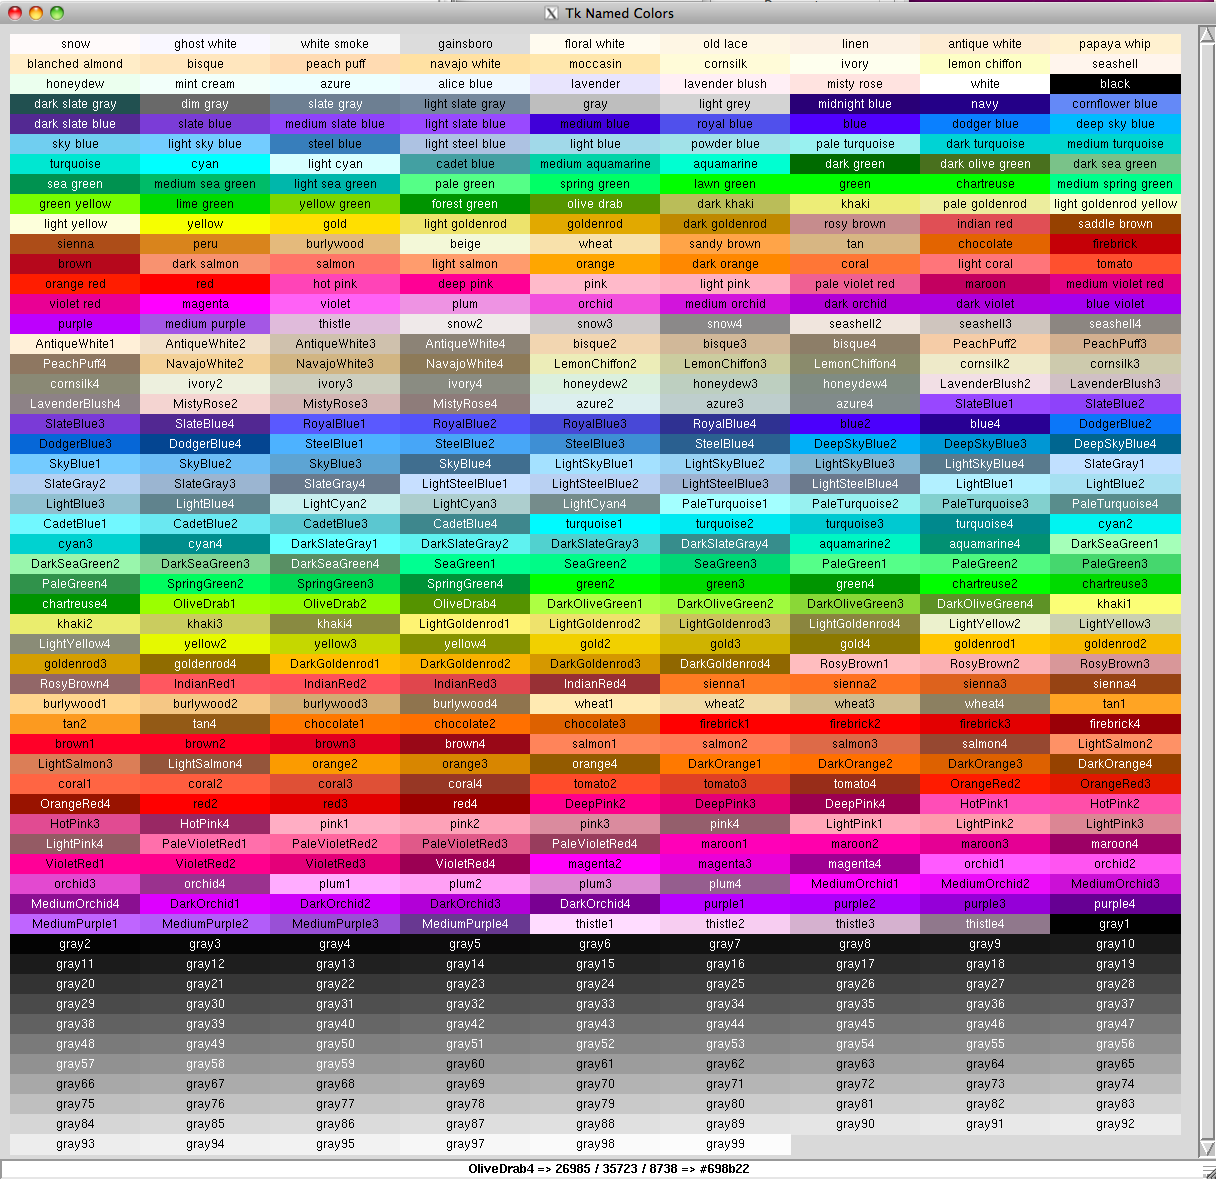 Tk Named Colors
snow ghost white white smoke gainsboro floral white old lace linen antique white papaya whip
blanched almond bisque peach puff navajo white moccasin cornsilk ivory lemon chiffon seashell
honeydew mint cream azure alice blue lavender lavender blush misty rose white black
dark slate gray dim gray slate gray light slate gray gray light grey midnight blue navy cornflower blue
dark slate blue slate blue medium slate blue light slate blue medium blue royal blue blue dodger blue deep sky blue
sky blue light sky blue steel blue light steel blue light blue powder blue pale turquoise dark turquoise medium turquoise
turquoise cyan light cyan cadet blue medium aquamarine aquamarine dark green dark olive green dark sea green
sea green medium sea green light sea green pale green spring green lawn green green chartreuse medium spring green
green yellow lime green yellow green forest green olive drab dark khaki khaki pale goldenrod light goldenrod yellow
light yellow yellow gold light goldenrod goldenrod dark goldenrod rosy brown indian red saddle brown
sienna peru burlywood beige wheat sandy brown tan chocolate firebrick
brown dark salmon salmon light salmon orange dark orange coral light coral tomato
orange red red hot pink deep pink pink light pink pale violet red maroon medium violet red
violet red magenta violet plum orchid medium orchid dark orchid dark violet blue violet
purple medium purple thistle snow2 snow3 snow4 seashell2 seashell3 seashell4
AntiqueWhite1 AntiqueWhite2 AntiqueWhite3 AntiqueWhite4 bisque2 bisque3 bisque4 PeachPuff2 PeachPuff3
PeachPuff4 NavajoWhite2 NavajoWhite3 NavajoWhite4 LemonChiffon2 LemonChiffon3 LemonChiffon4 cornsilk2 cornsilk3
cornsilk4 ivory2 ivory3 ivory4 honeydew2 honeydew3 honeydew4 LavenderBlush2 LavenderBlush3
LavenderBlush4 MistyRose2 MistyRose3 MistyRose4 azure2 azure3 azure4 SlateBlue1 SlateBlue2
SlateBlue3 SlateBlue4 RoyalBlue1 RoyalBlue2 RoyalBlue3 RoyalBlue4 blue2 blue4 DodgerBlue2
DodgerBlue3 DodgerBlue4 SteelBlue1 SteelBlue2 SteelBlue3 SteelBlue4 DeepSkyBlue2 DeepSkyBlue3 DeepSkyBlue4
SkyBlue1 SkyBlue2 SkyBlue3 SkyBlue4 LightSkyBlue1 LightSkyBlue2 LightSkyBlue3 LightSkyBlue4 SlateGray1
SlateGray2 SlateGray3 SlateGray4 LightSteelBlue1 LightSteelBlue2 LightSteelBlue3 LightSteelBlue4 LightBlue1 LightBlue2
LightBlue3 LightBlue4 LightCyan2 LightCyan3 LightCyan4 PaleTurquoise1 PaleTurquoise2 PaleTurquoise3 PaleTurquoise4
CadetBlue1 CadetBlue2 CadetBlue3 CadetBlue4 turquoise1 turquoise2 turquoise3 turquoise4 cyan2
cyan3 cyan4 DarkSlateGray1 DarkSlateGray2 DarkSlateGray3 DarkSlateGray4 aquamarine2 aquamarine4 DarkSeaGreen1
DarkSeaGreen2 DarkSeaGreen3 DarkSeaGreen4 SeaGreen1 SeaGreen2 SeaGreen3 PaleGreen1 PaleGreen2 PaleGreen3
PaleGreen4 SpringGreen2 SpringGreen3 SpringGreen4 green2 green3 green4 chartreuse2 chartreuse3
chartreuse4 OliveDrab1 OliveDrab2 OliveDrab4 DarkOliveGreen1 DarkOliveGreen2 DarkOliveGreen3 DarkOliveGreen4 khaki1
khaki2 khaki3 khaki4 LightGoldenrod1 LightGoldenrod2 LightGoldenrod3 LightGoldenrod4 LightYellow2 LightYellow3
LightYellow4 yellow2 yellow3 yellow4 gold2 gold3 gold4 goldenrod1 goldenrod2
goldenrod3 goldenrod4 DarkGoldenrod1 DarkGoldenrod2 DarkGoldenrod3 DarkGoldenrod4 RosyBrown1 RosyBrown2 RosyBrown3
RosyBrown4 IndianRed1 IndianRed2 IndianRed3 IndianRed4 sienna1 sienna2 sienna3 sienna4
burlywood1 burlywood2 burlywood3 burlywood4 wheat1 wheat2 wheat3 wheat4 tan1
tan2 tan4 chocolate1 chocolate2 chocolate3 firebrick1 firebrick2 firebrick3 firebrick4
brown1 brown2 brown3 brown4 salmon1 salmon2 salmon3 salmon4 LightSalmon2
LightSalmon3 LightSalmon4 orange2 orange3 orange4 DarkOrange1 DarkOrange2 DarkOrange3 DarkOrange4
coral1 coral2 coral3 coral4 tomato2 tomato3 tomato4 OrangeRed2 OrangeRed3
OrangeRed4 red2 red3 red4 DeepPink2 DeepPink3 DeepPink4 HotPink1 HotPink2
HotPink3 HotPink4 pink1 pink2 pink3 pink4 LightPink1 LightPink2 LightPink3
LightPink4 PaleVioletRed1 PaleVioletRed2 PaleVioletRed3 PaleVioletRed4 maroon1 maroon2 maroon3 maroon4
VioletRed1 VioletRed2 VioletRed3 VioletRed4 magenta2 magenta3 magenta4 orchid1 orchid2
orchid3 orchid4 plum1 plum2 plum3 plum4 MediumOrchid1 MediumOrchid2 MediumOrchid3
MediumOrchid4 DarkOrchid1 DarkOrchid2 DarkOrchid3 DarkOrchid4 purple1 purple2 purple3 purple4
MediumPurple1 MediumPurple2 MediumPurple3 MediumPurple4 thistle1 thistle2 thistle3 thistle4 gray1
gray2 gray3 gray4 gray5 gray6 gray7 gray8 gray9 gray10
gray11 gray12 gray13 gray14 gray15 gray16 gray17 gray18 gray19
gray20 gray21 gray22 gray23 gray24 gray25 gray26 gray27 gray28
gray29 gray30 gray31 gray32 gray33 gray34 gray35 gray36 gray37
gray38 gray39 gray40 gray42 gray43 gray44 gray45 gray46 gray47
gray48 gray49 gray50 gray51 gray52 gray53 gray54 gray55 gray56
gray57 gray58 gray59 gray60 gray61 gray62 gray63 gray64 gray65
gray66 gray67 gray68 gray69 gray70 gray71 gray72 gray73 gray74
gray75 gray76 gray77 gray78 gray79 gray80 gray81 gray82 gray83
gray84 gray85 gray86 gray87 gray88 gray89 gray90 gray91 gray92
gray93 gray94 gray95 gray97 gray98 gray99
OliveDrab4 => 26985 / 35723 / 8738 => #698b22